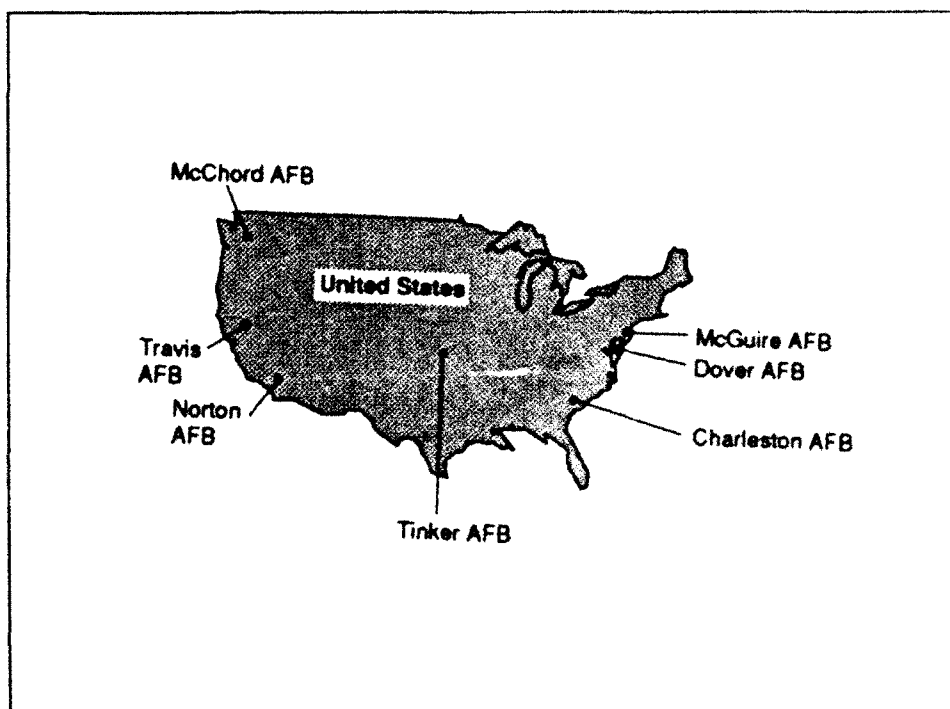 McChord AFB
United States
Travis
AFB
Norton
AFB
McGuire AFB
Dover AFB
Charleston AFB
Tinker AFB